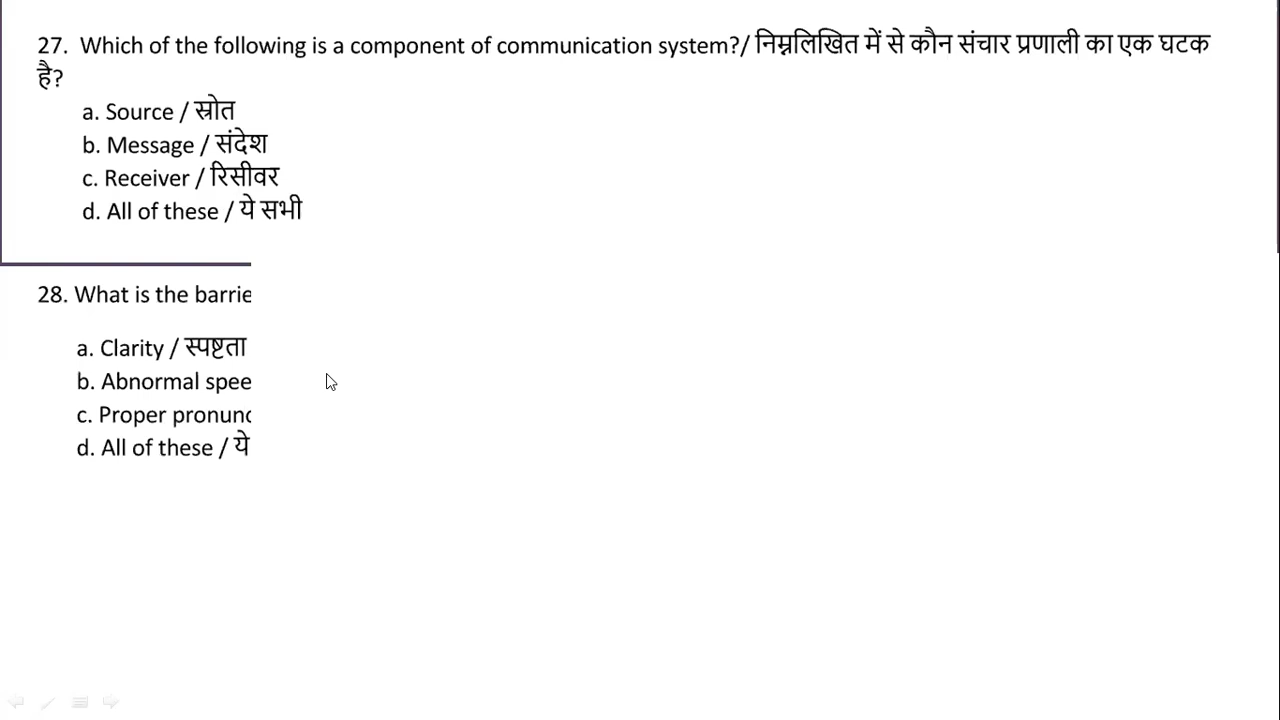 27. Which of the following is a component of communication system?/ निम्नलिखित में से कौन संचार प्रणाली का एक घटक
है?
a. Source / स्रोत
b. Message / संदेश
c. Receiver / रिसीवर
d. All of these / ये सभी
28. What is the barrie
a. Clarity / स्पष्टता
b. Abnormal spee
c. Proper pronunc
d. All of these / ये